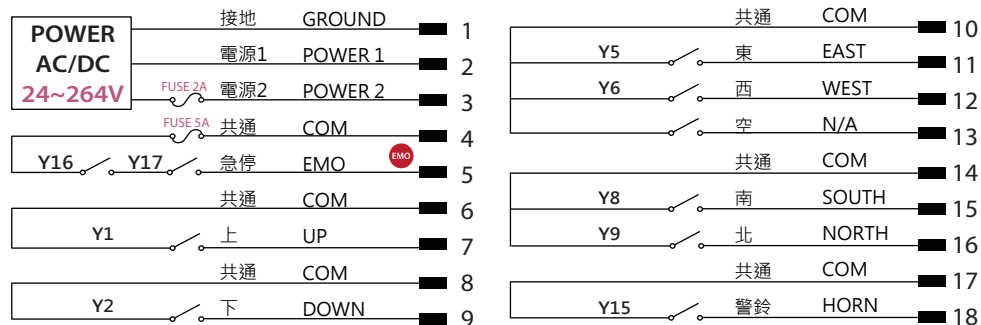 POWER
AC/DC
24~264V
接地 GROUND 1
電源1 POWER 1 2
FUSE 2A 電源2 POWER 2 3
FUSE 5A 共通 COM 4
Y16 Y17 急停 EMO EMO 5
共通 COM 6
Y1 上 UP 7
共通 COM 8
Y2 下 DOWN 9
共通 COM 10
Y5 東 EAST 11
Y6 西 WEST 12
空 N/A 13
共通 COM 14
Y8 南 SOUTH 15
Y9 北 NORTH 16
共通 COM 17
Y15 警鈴 HORN 18